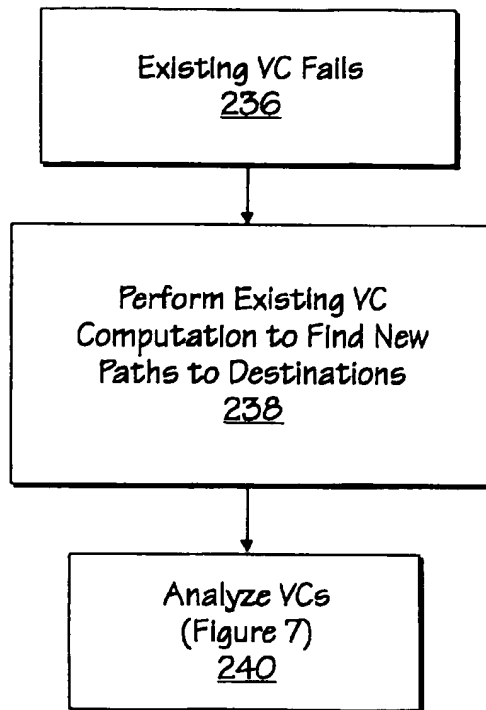 Existing VC Fails
236
Perform Existing VC
Computation to Find New
Paths to Destinations
238
Analyze VCs
(Figure 7)
240